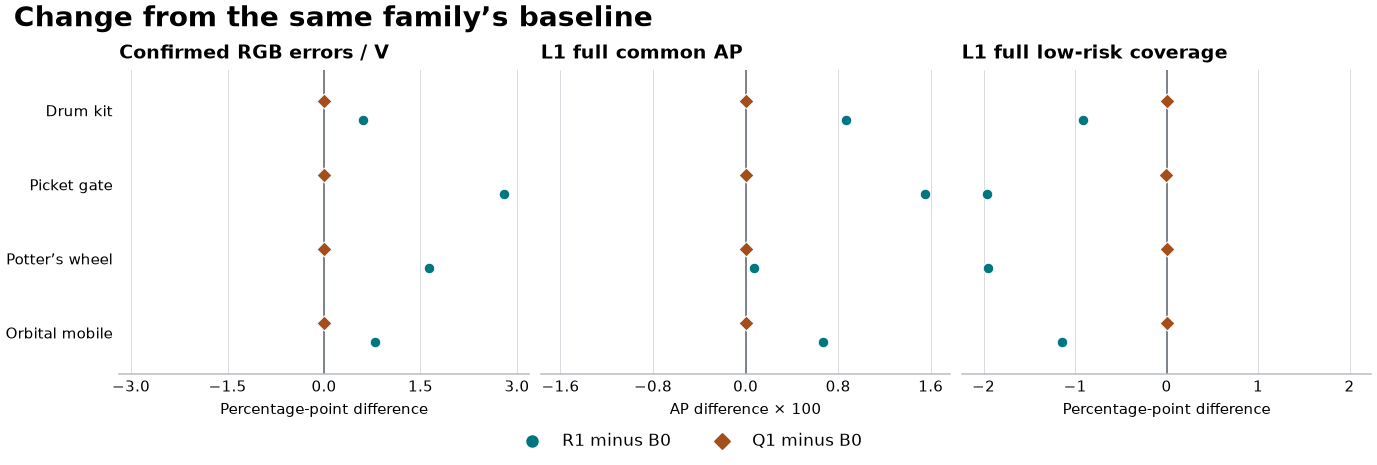 Change from the same family’s baseline
Confirmed RGB errors / V
L1 full common AP
L1 full low-risk coverage
Drum kit
Picket gate
Potter’s wheel
Orbital mobile
−3.0 −1.5 0.0 1.5 3.0
−1.6 −0.8 0.0 0.8 1.6
−2 −1 0 1 2
Percentage-point difference
AP difference × 100
Percentage-point difference
R1 minus B0
Q1 minus B0